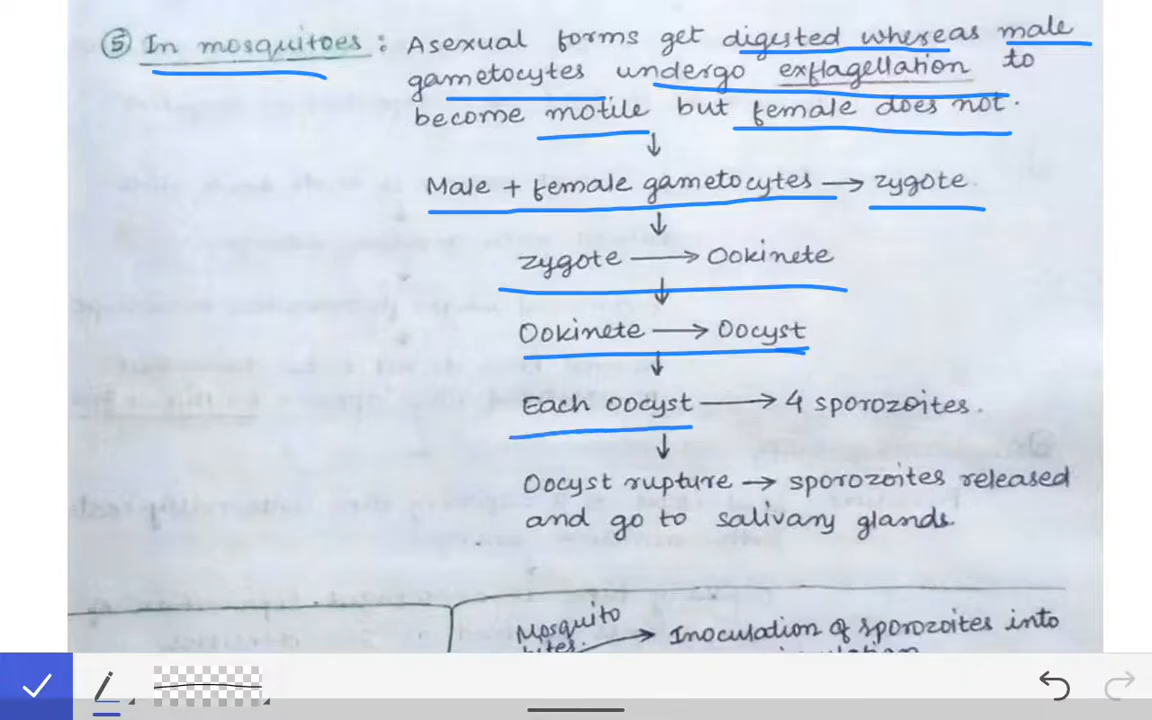 ⑤ In mosquitoes : Asexual forms get digested whereas male
gametocytes undergo exflagellation to
become motile but female does not.
↓
Male + female gametocytes → zygote.
↓
zygote → Ookinete
↓
Ookinete → Oocyst
↓
Each oocyst → 4 sporozoites.
↓
Oocyst rupture → sporozoites released
and go to salivary glands.
Mosquito
bites. → Inoculation of sporozoites into